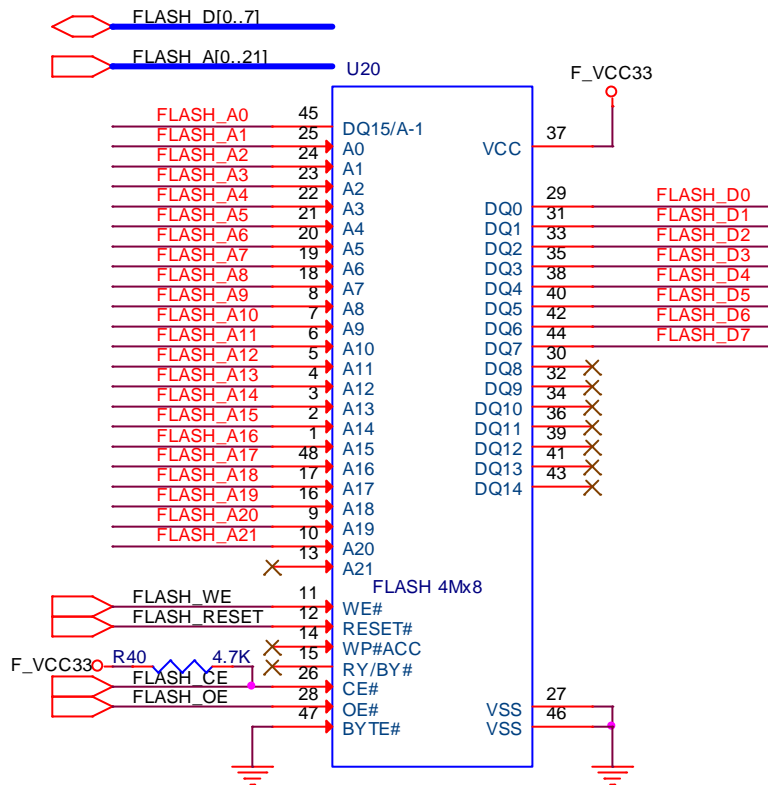 FLASH_D[0..7]
FLASH_A[0..21]
U20
F_VCC33
FLASH_A0 45 DQ15/A-1
FLASH_A1 25 A0 VCC 37
FLASH_A2 24 A1
FLASH_A3 23 A2 DQ0 29 FLASH_D0
FLASH_A4 22 A3 DQ1 31 FLASH_D1
FLASH_A5 21 A4 DQ2 33 FLASH_D2
FLASH_A6 20 A5 DQ3 35 FLASH_D3
FLASH_A7 19 A6 DQ4 38 FLASH_D4
FLASH_A8 18 A7 DQ5 40 FLASH_D5
FLASH_A9 8 A8 DQ6 42 FLASH_D6
FLASH_A10 7 A9 DQ7 44 FLASH_D7
FLASH_A11 6 A10 DQ8 30
FLASH_A12 5 A11 DQ9 32
FLASH_A13 4 A12 DQ10 34
FLASH_A14 3 A13 DQ11 36
FLASH_A15 2 A14 DQ12 39
FLASH_A16 1 A15 DQ13 41
FLASH_A17 48 A16 DQ14 43
FLASH_A18 17 A17
FLASH_A19 16 A18
FLASH_A20 9 A19
FLASH_A21 10 A20
13 A21
FLASH 4Mx8
FLASH_WE 11 WE#
FLASH_RESET 12 RESET#
14 WP#ACC
F_VCC33 R40 4.7K 15 RY/BY#
FLASH_CE 26 CE#
FLASH_OE 28 OE# VSS 27
47 BYTE# VSS 46